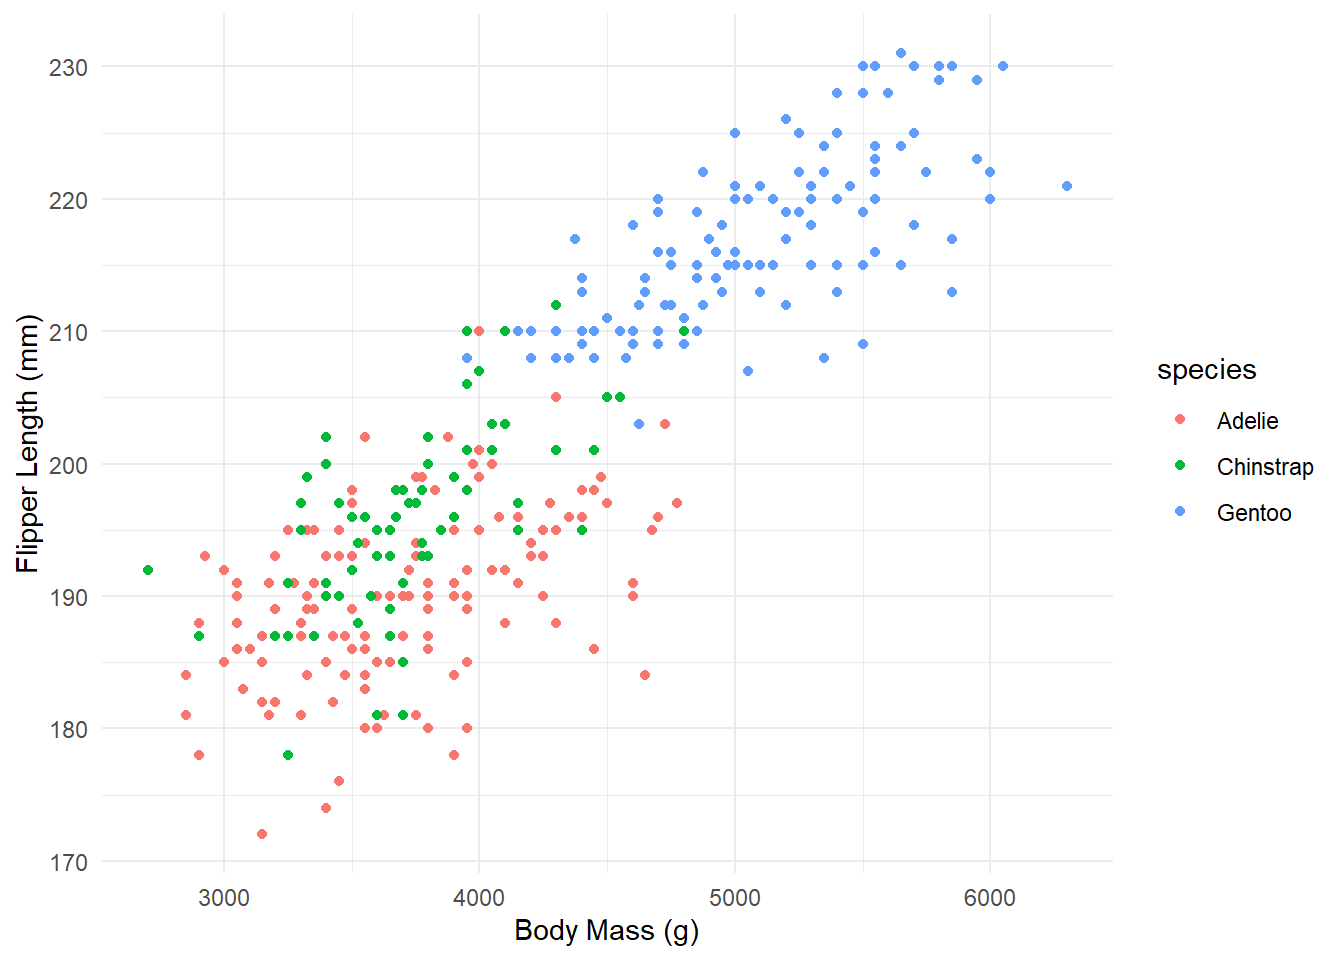 230
220
210
200
190
180
170
Flipper Length (mm)
3000
4000
5000
6000
Body Mass (g)
species
Adelie
Chinstrap
Gentoo